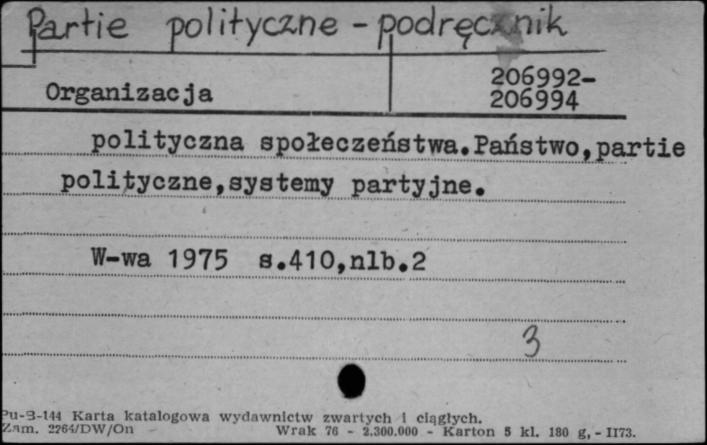 Partie polityczne - podręcznik
206992-
Organizacja
206994
polityczna społeczeństwa.Państwo,partie
polityczne,systemy partyjne.
W-wa 1975 s.410,nlb.2
3
Pu-B-144 Karta katalogowa wydawnictw zwartych i ciągłych.
Zam. 2264/DW/On Wrak 76 - 2.300.000 - Karton 5 kl. 180 g, - II73.